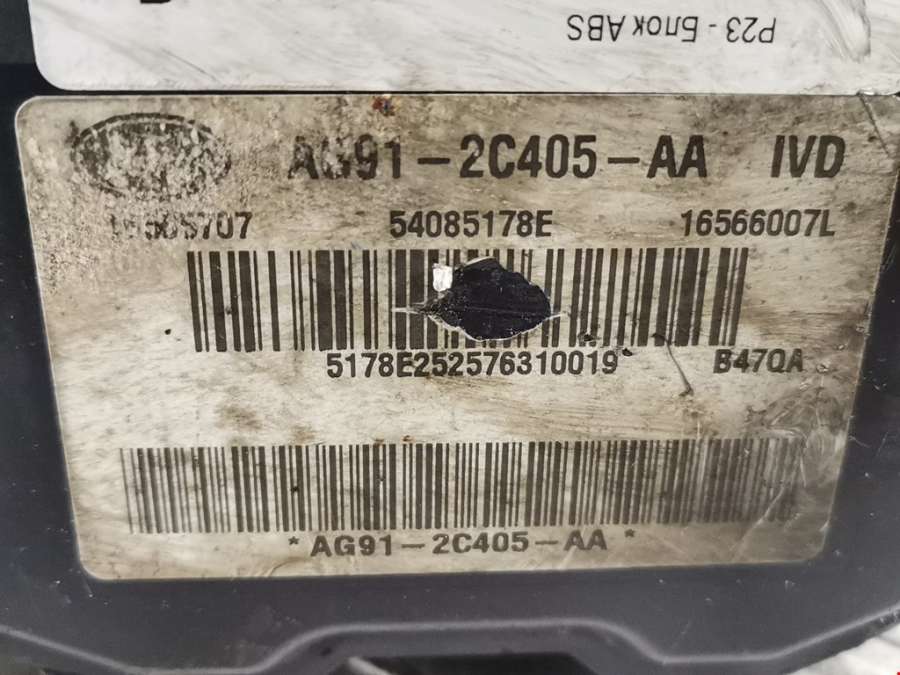 P23 - Блок ABS
AG91-2C405-AA IVD
54085178E 16566007L
5178E252576310019 B47QA
* AG91-2C405-AA *